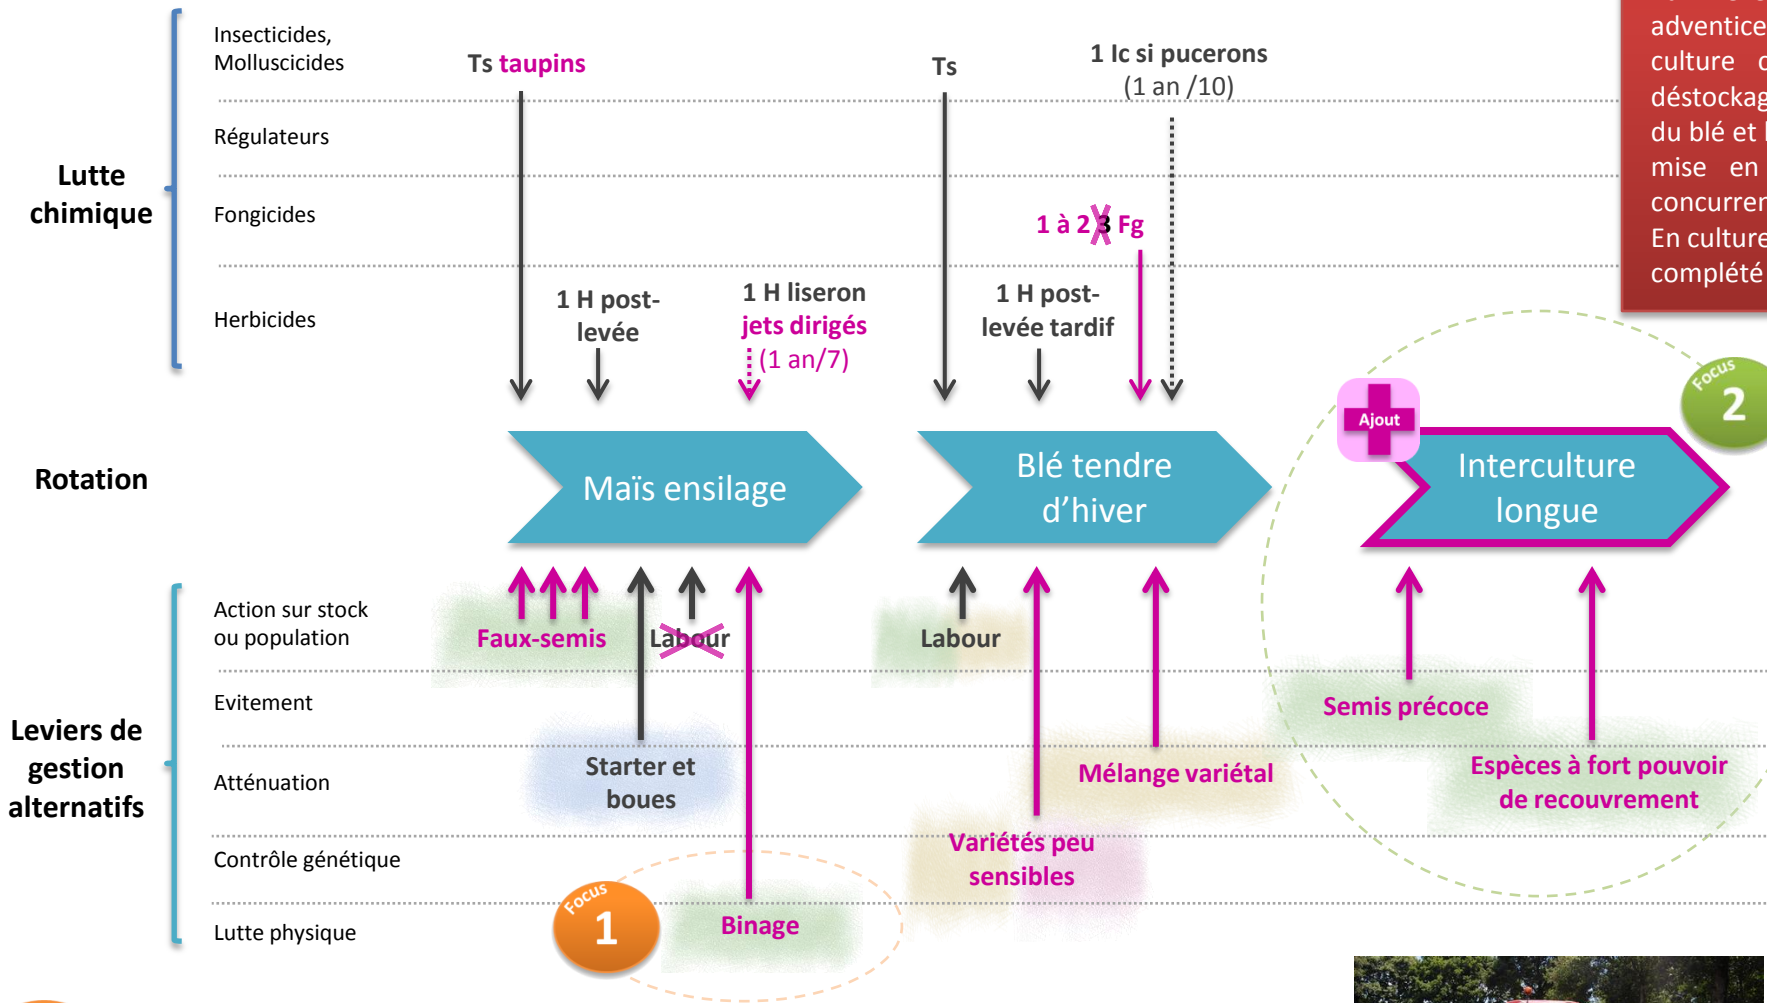 Insecticides,
Molluscicides
Ts taupins
Ts
1 Ic si pucerons
(1 an /10)
Régulateurs
Lutte
chimique
Fongicides
1 à 2 3 Fg
Herbicides
1 H post-
levée
1 H liseron
jets dirigés
(1 an/7)
1 H post-
levée tardif
adventice
culture
déstockag
du blé et
mise en
concurren
En culture
complété
Focus
2
Ajout
Rotation
Maïs ensilage
Blé tendre
d'hiver
Interculture
longue
Leviers de
gestion
alternatifs
Action sur stock
ou population
Faux-semis
Labour
Labour
Evitement
Semis précoce
Atténuation
Starter et
boues
Mélange variétal
Espèces à fort pouvoir
de recouvrement
Contrôle génétique
Variétés peu
sensibles
Lutte physique
Focus
1
Binage